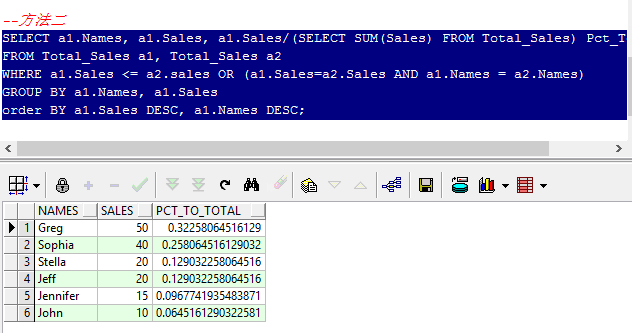 --方法二
SELECT a1.Names, a1.Sales, a1.Sales/(SELECT SUM(Sales) FROM Total_Sales) Pct_T
FROM Total_Sales a1, Total_Sales a2
WHERE a1.Sales <= a2.sales OR (a1.Sales=a2.Sales AND a1.Names = a2.Names)
GROUP BY a1.Names, a1.Sales
order BY a1.Sales DESC, a1.Names DESC;
NAMES SALES PCT_TO_TOTAL
1 Greg 50 0.32258064516129
2 Sophia 40 0.258064516129032
3 Stella 20 0.129032258064516
4 Jeff 20 0.129032258064516
5 Jennifer 15 0.0967741935483871
6 John 10 0.0645161290322581